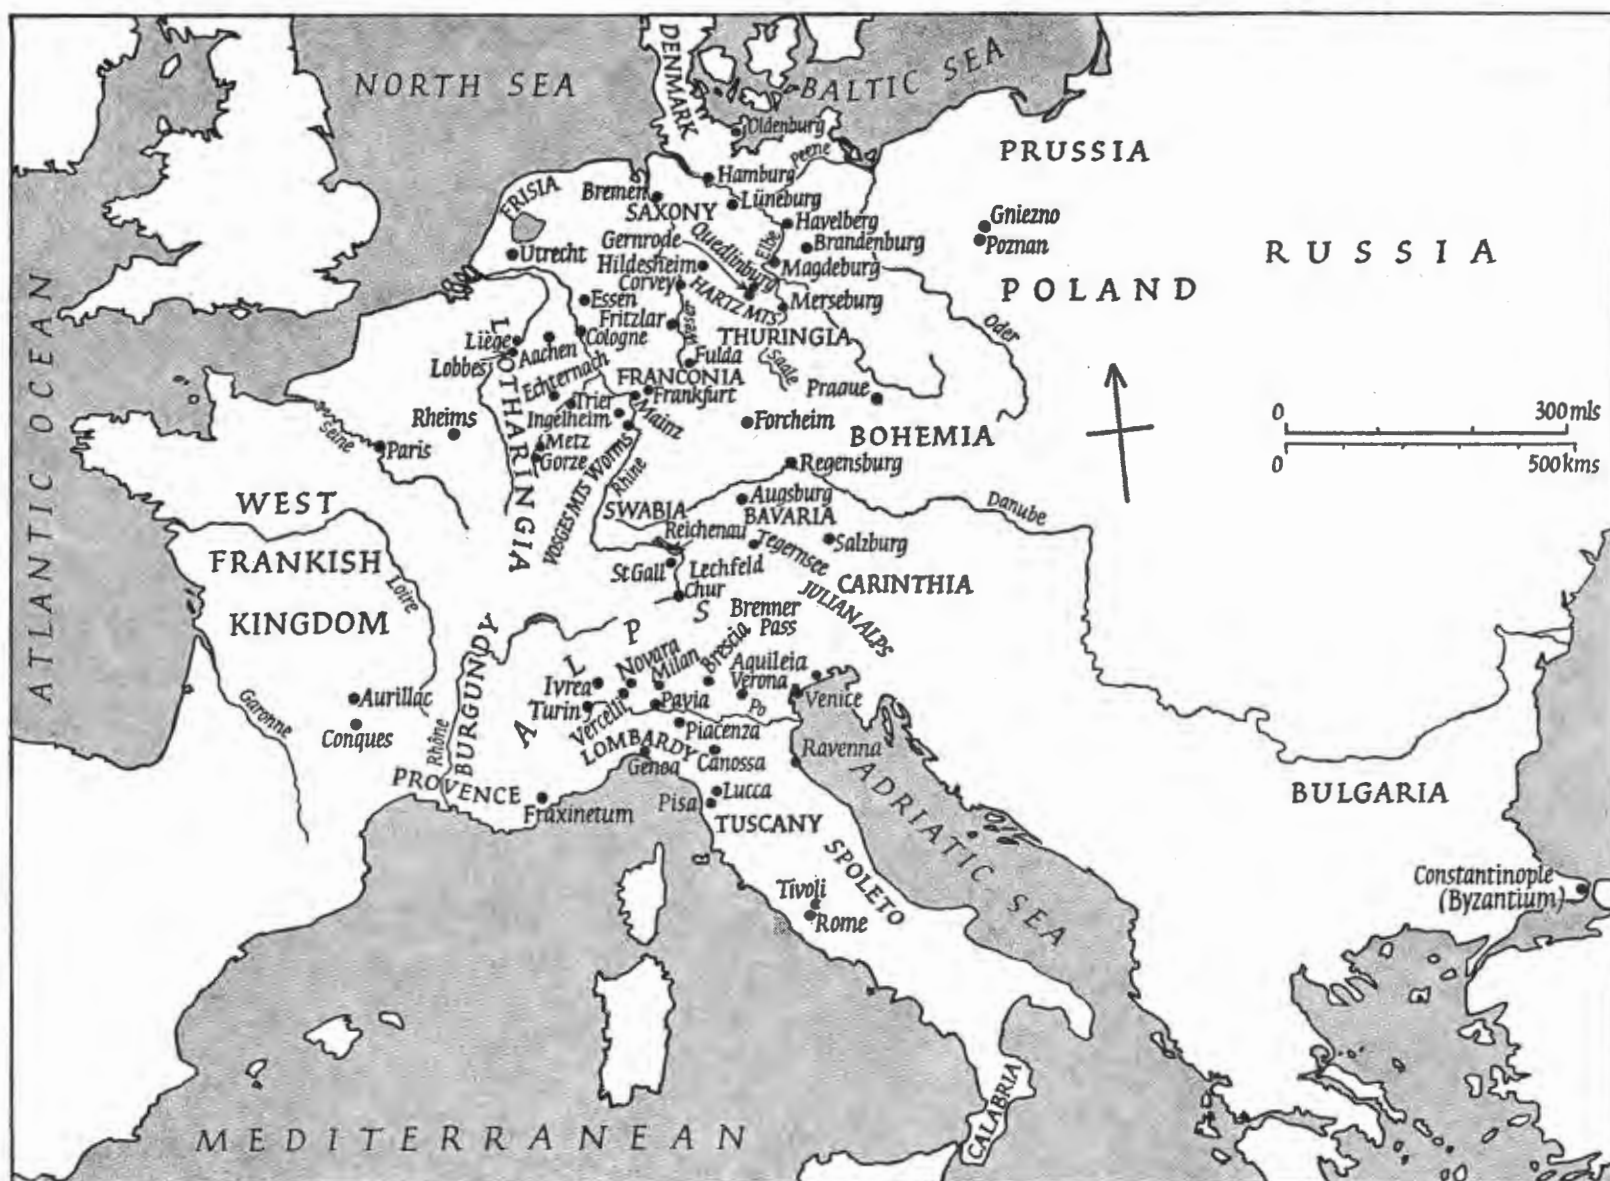 NORTH SEA
DENMARK
BALTIC SEA
Oldenburg
Peene
PRUSSIA
Hamburg
Bremen
FRISIA
Lüneburg
SAXONY
Gniezno
Havelberg
Gernrode
Quedlinburg
Elbe
Brandenburg
Poznan
RUSSIA
Utrecht
Hildesheim
Magdeburg
Corvey
HARTZ MTS
POLAND
Essen
Merseburg
Fritzlar
Weser
THURINGIA
Oder
Liège
Cologne
Aachen
Lobbes
Fulda
Saale
Echternach
FRANCONIA
Praaue
ATLANTIC OCEAN
LOTHARINGIA
Trier
Frankfurt
Rheims
Ingelheim
Mainz
Forcheim
0
300mls
Seine
Paris
Metz
BOHEMIA
Gorze
Worms
Regensburg
0
500kms
VOSGES MTS
Rhine
WEST
Augsburg
Danube
SWABIA
BAVARIA
Reichenau
Salzburg
Tegernsee
FRANKISH
St Gall
Lechfeld
CARINTHIA
Loire
Chur
JULIAN ALPS
KINGDOM
Brenner
Pass
ALPS
BURGUNDY
Novara
Milan
Brescia
Aquileia
Ivrea
Verona
Aurillac
Turin
Vercelli
Pavia
Po
Venice
Garonne
Conques
Rhône
Piacenza
LOMBARDY
Ravenna
Genoa
Canossa
PROVENCE
ADRIATIC SEA
BULGARIA
Fraxinetum
Lucca
Pisa
TUSCANY
SPOLETO
Constantinople
(Byzantium)
Tivoli
Rome
CALABRIA
MEDITERRANEAN